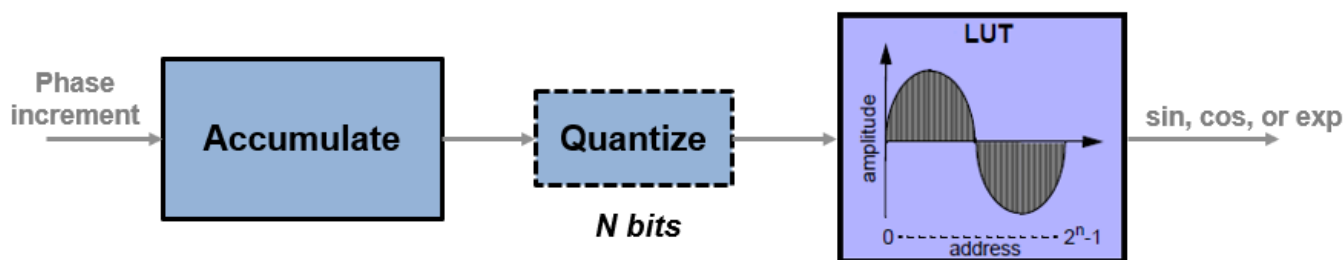 Phase
increment
Accumulate
Quantize
N bits
LUT
amplitude
0
address
2ⁿ-1
sin, cos, or exp